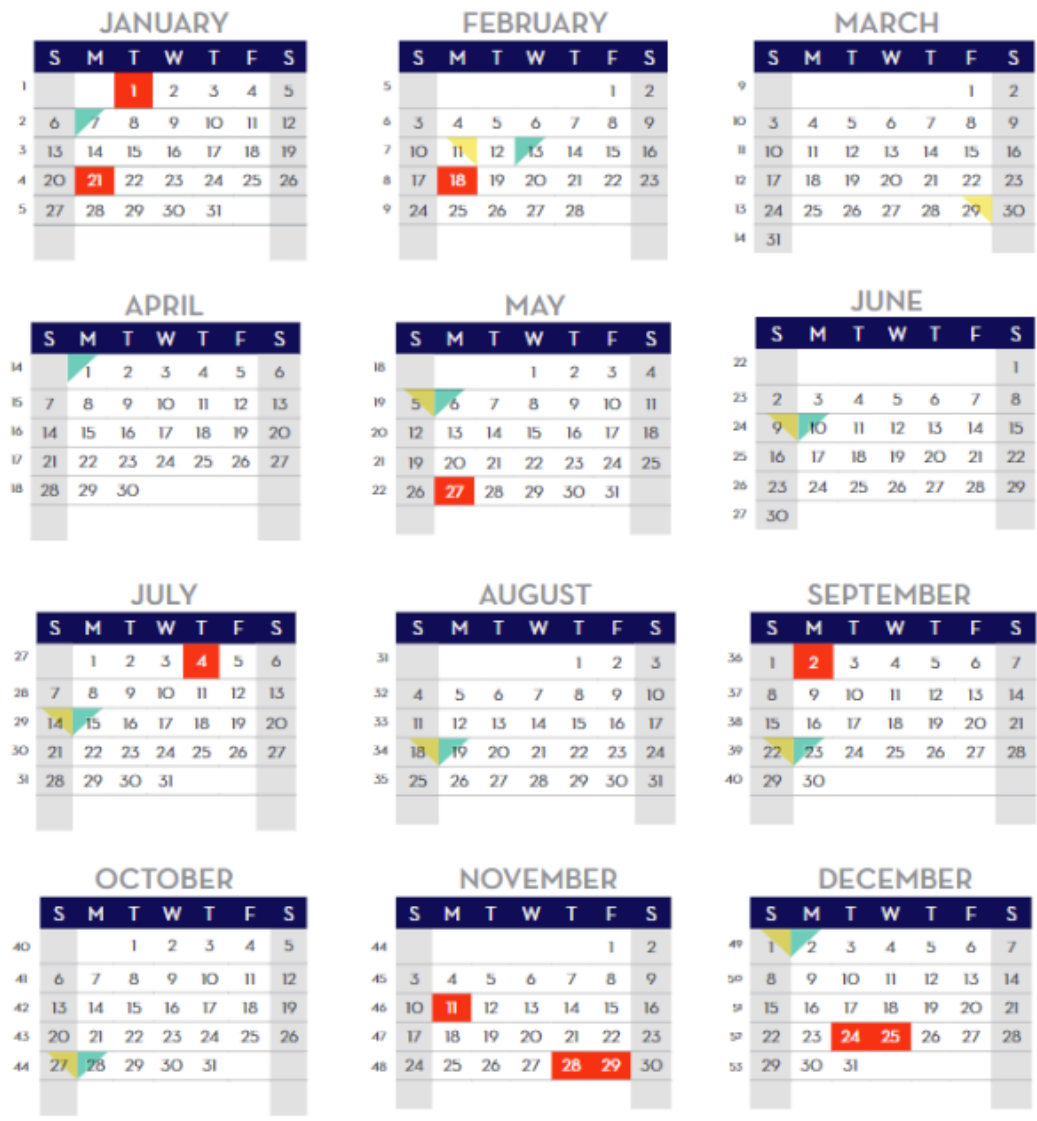 JANUARY
S M T W T F S
1 1 2 3 4 5
2 6 7 8 9 10 11 12
3 13 14 15 16 17 18 19
4 20 21 22 23 24 25 26
5 27 28 29 30 31
FEBRUARY
S M T W T F S
5 1 2
6 3 4 5 6 7 8 9
7 10 11 12 13 14 15 16
8 17 18 19 20 21 22 23
9 24 25 26 27 28
MARCH
S M T W T F S
9 1 2
10 3 4 5 6 7 8 9
11 10 11 12 13 14 15 16
12 17 18 19 20 21 22 23
13 24 25 26 27 28 29 30
14 31
APRIL
S M T W T F S
14 1 2 3 4 5 6
15 7 8 9 10 11 12 13
16 14 15 16 17 18 19 20
17 21 22 23 24 25 26 27
18 28 29 30
MAY
S M T W T F S
18 1 2 3 4
19 5 6 7 8 9 10 11
20 12 13 14 15 16 17 18
21 19 20 21 22 23 24 25
22 26 27 28 29 30 31
JUNE
S M T W T F S
22 1
23 2 3 4 5 6 7 8
24 9 10 11 12 13 14 15
25 16 17 18 19 20 21 22
26 23 24 25 26 27 28 29
27 30
JULY
S M T W T F S
27 1 2 3 4 5 6
28 7 8 9 10 11 12 13
29 14 15 16 17 18 19 20
30 21 22 23 24 25 26 27
31 28 29 30 31
AUGUST
S M T W T F S
31 1 2 3
32 4 5 6 7 8 9 10
33 11 12 13 14 15 16 17
34 18 19 20 21 22 23 24
35 25 26 27 28 29 30 31
SEPTEMBER
S M T W T F S
36 1 2 3 4 5 6 7
37 8 9 10 11 12 13 14
38 15 16 17 18 19 20 21
39 22 23 24 25 26 27 28
40 29 30
OCTOBER
S M T W T F S
40 1 2 3 4 5
41 6 7 8 9 10 11 12
42 13 14 15 16 17 18 19
43 20 21 22 23 24 25 26
44 27 28 29 30 31
NOVEMBER
S M T W T F S
44 1 2
45 3 4 5 6 7 8 9
46 10 11 12 13 14 15 16
47 17 18 19 20 21 22 23
48 24 25 26 27 28 29 30
DECEMBER
S M T W T F S
49 1 2 3 4 5 6 7
50 8 9 10 11 12 13 14
51 15 16 17 18 19 20 21
52 22 23 24 25 26 27 28
53 29 30 31